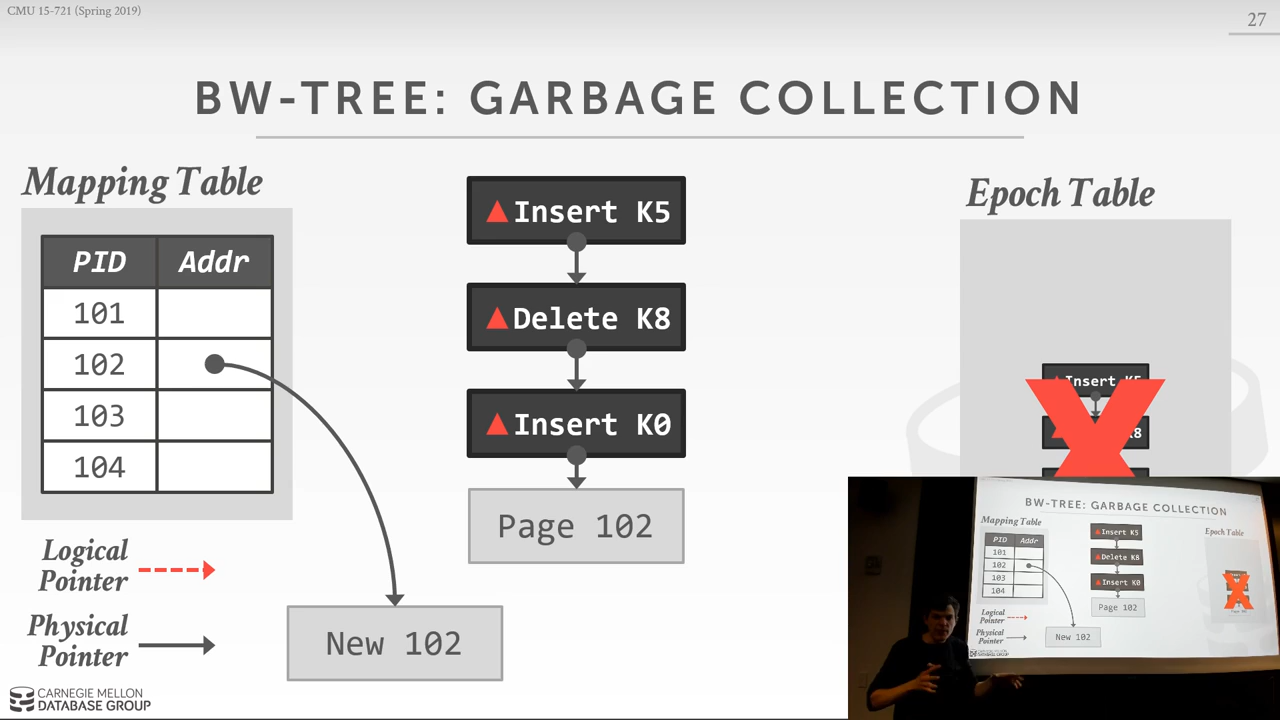 CMU 15-721 (Spring 2019)
27
BW-TREE: GARBAGE COLLECTION
Mapping Table
PID Addr
101
102
103
104
Logical
Pointer
Physical
Pointer
▲Insert K5
▲Delete K8
▲Insert K0
Page 102
New 102
Epoch Table
Insert K5
K8
X
CARNEGIE MELLON
DATABASE GROUP
BW-TREE: GARBAGE COLLECTION
Mapping Table
PID Addr
101
102
103
104
Logical
Pointer
Physical
Pointer
▲Insert K5
▲Delete K8
▲Insert K0
Page 102
New 102
Epoch Table
X
DATABASE GROUP